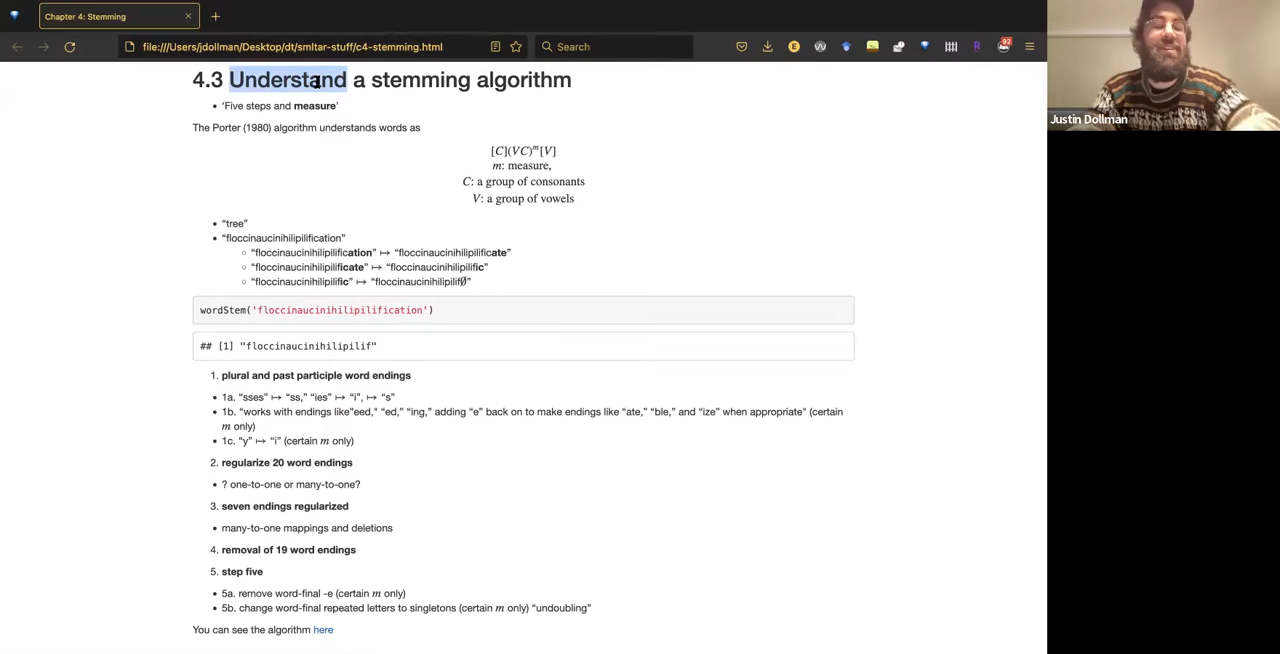 Chapter 4: Stemming
file:///Users/jdollman/Desktop/dt/smltar-stuff/c4-stemming.html
Search
92
E
R
Justin Dollman
4.3 Understand a stemming algorithm
• ‘Five steps and measure’
The Porter (1980) algorithm understands words as
[C](VC)^m[V]
m: measure,
C: a group of consonants
V: a group of vowels
• “tree”
• “floccinaucinihilipilification”
○ “floccinaucinihilipilification” ↦ “floccinaucinihilipilificate”
○ “floccinaucinihilipilificate” ↦ “floccinaucinihilipilific”
○ “floccinaucinihilipilific” ↦ “floccinaucinihilipilifØ”
wordStem('floccinaucinihilipilification')
## [1] "floccinaucinihilipilif"
1. plural and past participle word endings
• 1a. “sses” ↦ “ss,” “ies” ↦ “i”, ↦ “s”
• 1b. “works with endings like”eed,“ “ed,” “ing,” adding “e” back on to make endings like “ate,” “ble,” and “ize” when appropriate" (certain
m only)
• 1c. “y” ↦ “i” (certain m only)
2. regularize 20 word endings
• ? one-to-one or many-to-one?
3. seven endings regularized
• many-to-one mappings and deletions
4. removal of 19 word endings
5. step five
• 5a. remove word-final -e (certain m only)
• 5b. change word-final repeated letters to singletons (certain m only) “undoubling”
You can see the algorithm here